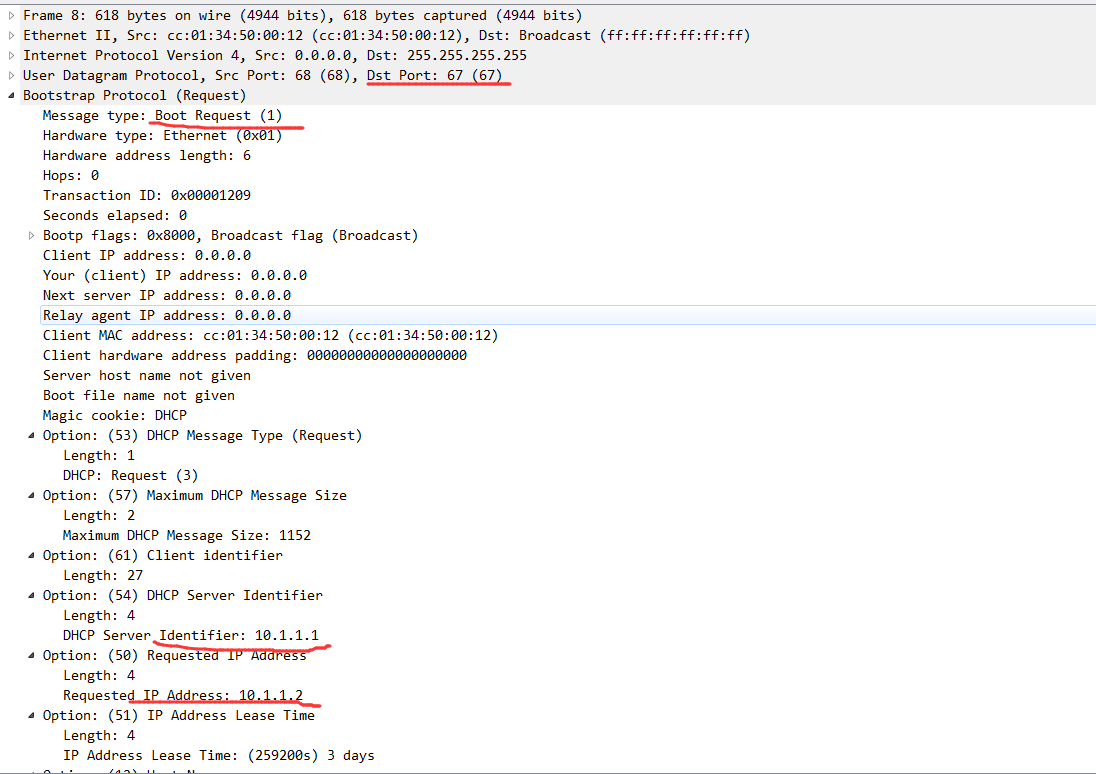 Frame 8: 618 bytes on wire (4944 bits), 618 bytes captured (4944 bits)
Ethernet II, Src: cc:01:34:50:00:12 (cc:01:34:50:00:12), Dst: Broadcast (ff:ff:ff:ff:ff:ff)
Internet Protocol Version 4, Src: 0.0.0.0, Dst: 255.255.255.255
User Datagram Protocol, Src Port: 68 (68), Dst Port: 67 (67)
Bootstrap Protocol (Request)
Message type: Boot Request (1)
Hardware type: Ethernet (0x01)
Hardware address length: 6
Hops: 0
Transaction ID: 0x00001209
Seconds elapsed: 0
Bootp flags: 0x8000, Broadcast flag (Broadcast)
Client IP address: 0.0.0.0
Your (client) IP address: 0.0.0.0
Next server IP address: 0.0.0.0
Relay agent IP address: 0.0.0.0
Client MAC address: cc:01:34:50:00:12 (cc:01:34:50:00:12)
Client hardware address padding: 00000000000000000000
Server host name not given
Boot file name not given
Magic cookie: DHCP
Option: (53) DHCP Message Type (Request)
Length: 1
DHCP: Request (3)
Option: (57) Maximum DHCP Message Size
Length: 2
Maximum DHCP Message Size: 1152
Option: (61) Client identifier
Length: 27
Option: (54) DHCP Server Identifier
Length: 4
DHCP Server Identifier: 10.1.1.1
Option: (50) Requested IP Address
Length: 4
Requested IP Address: 10.1.1.2
Option: (51) IP Address Lease Time
Length: 4
IP Address Lease Time: (259200s) 3 days